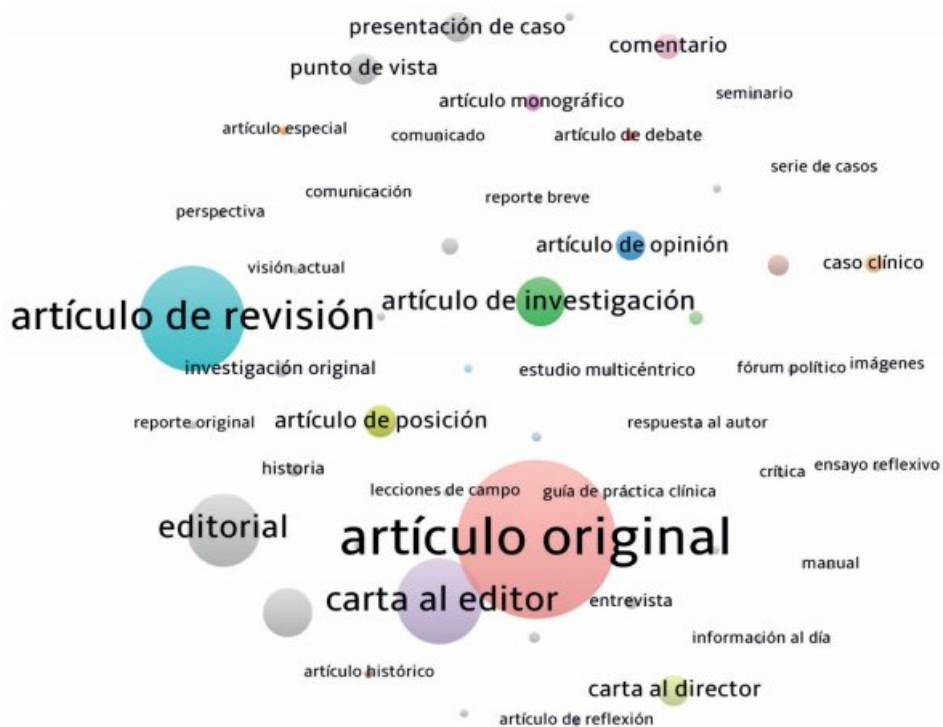 presentación de caso
comentario
punto de vista
seminario
artículo monográfico
artículo especial
comunicado
artículo de debate
serie de casos
comunicación
reporte breve
perspectiva
artículo de opinión
caso clínico
visión actual
artículo de revisión
artículo de investigación
investigación original
estudio multicéntrico
fórum político
imágenes
reporte original
artículo de posición
respuesta al autor
historia
crítica
ensayo reflexivo
lecciones de campo
guía de práctica clínica
editorial
artículo original
manual
carta al editor
entrevista
información al día
artículo histórico
carta al director
artículo de reflexión